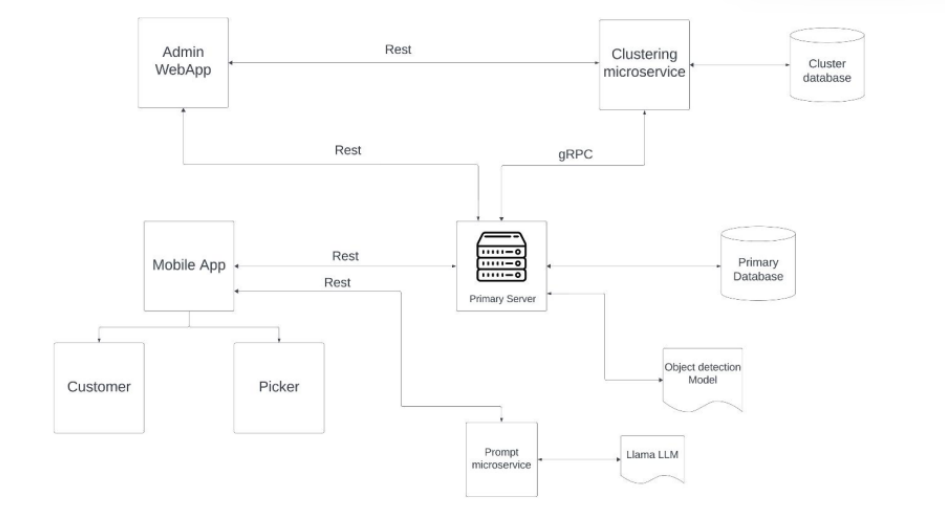 Admin
WebApp
Rest
Clustering
microservice
Cluster
database
Rest
gRPC
Mobile App
Rest
Rest
Primary Server
Primary
Database
Customer
Picker
Object detection
Model
Prompt
microservice
Llama LLM